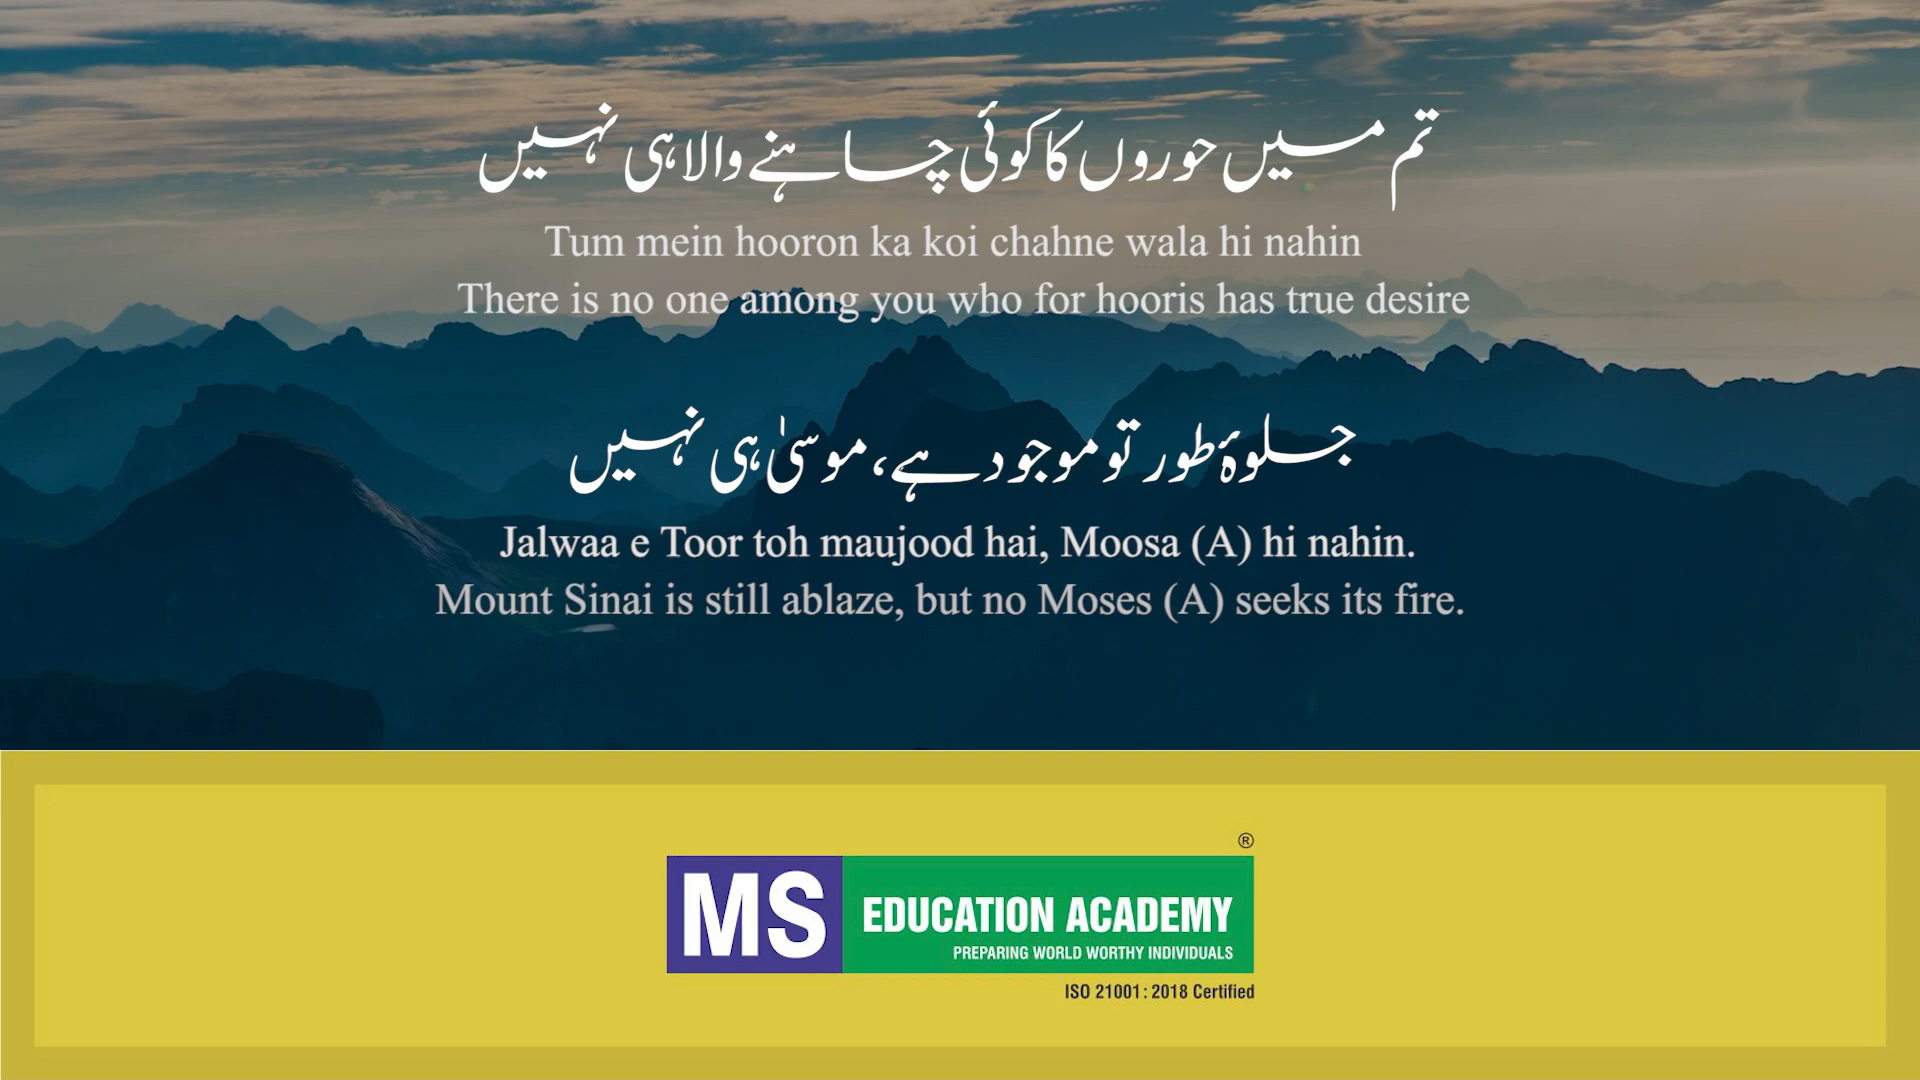 تم میں حوروں کا کوئی چاہنے والا ہی نہیں
Tum mein hooron ka koi chahne wala hi nahin
There is no one among you who for hooris has true desire
جلوۂ طور تو موجود ہے، موسیٰ ہی نہیں
Jalwaa e Toor toh maujood hai, Moosa (A) hi nahin.
Mount Sinai is still ablaze, but no Moses (A) seeks its fire.
®
MS EDUCATION ACADEMY
PREPARING WORLD WORTHY INDIVIDUALS
ISO 21001 : 2018 Certified